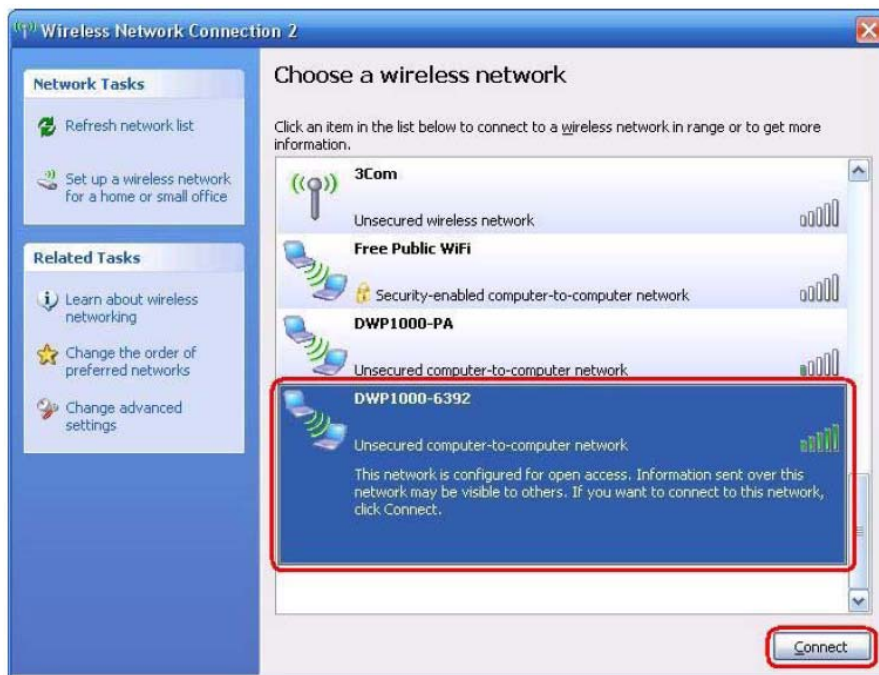 Wireless Network Connection 2
Network Tasks
Refresh network list
Set up a wireless network
for a home or small office
Related Tasks
Learn about wireless
networking
Change the order of
preferred networks
Change advanced
settings
Choose a wireless network
Click an item in the list below to connect to a wireless network in range or to get more
information.
3Com
Unsecured wireless network
Free Public WiFi
Security-enabled computer-to-computer network
DWP1000-PA
Unsecured computer-to-computer network
DWP1000-6392
Unsecured computer-to-computer network
This network is configured for open access. Information sent over this
network may be visible to others. If you want to connect to this network,
click Connect.
Connect